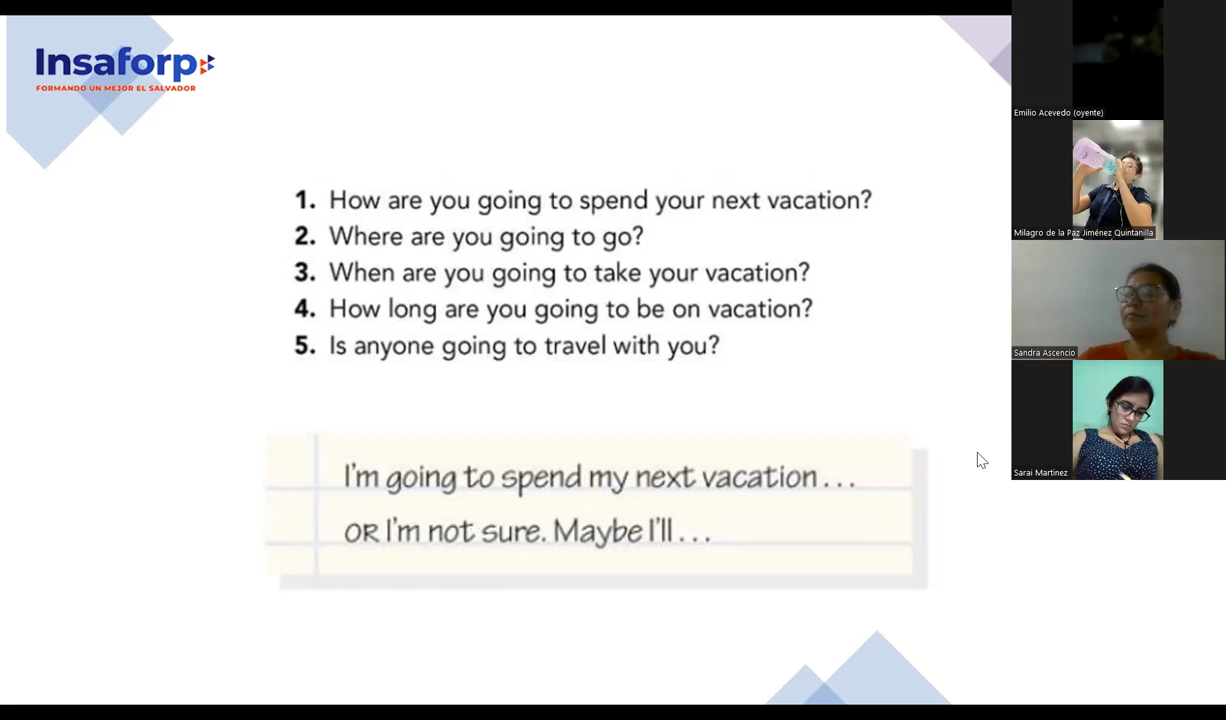 Insaforp
FORMANDO UN MEJOR EL SALVADOR
1. How are you going to spend your next vacation?
2. Where are you going to go?
3. When are you going to take your vacation?
4. How long are you going to be on vacation?
5. Is anyone going to travel with you?
I'm going to spend my next vacation . . .
OR I'm not sure. Maybe I'll . . .
Emilio Acevedo (oyente)
Milagro de la Paz Jiménez Quintanilla
Sandra Ascencio
Sarai Martinez